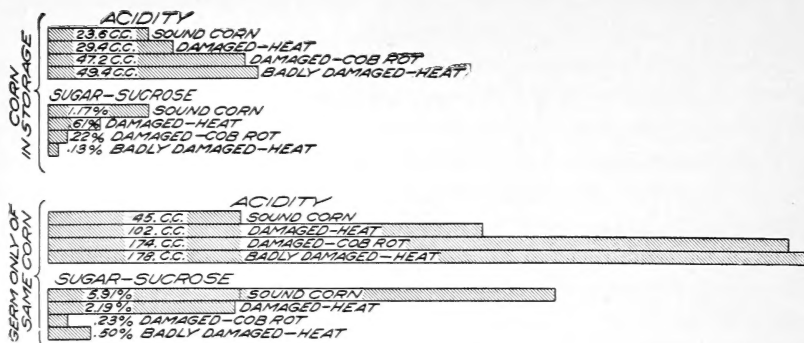 CORN
IN STORAGE
ACIDITY
23.6 C.C. SOUND CORN
29.4 C.C. DAMAGED-HEAT
47.2 C.C. DAMAGED-COB ROT
49.4 C.C. BADLY DAMAGED-HEAT
SUGAR-SUCROSE
1.17% SOUND CORN
.61% DAMAGED-HEAT
.22% DAMAGED-COB ROT
.13% BADLY DAMAGED-HEAT
GERM ONLY OF
SAME CORN
ACIDITY
45. C.C. SOUND CORN
102. C.C. DAMAGED-HEAT
174. C.C. DAMAGED-COB ROT
178. C.C. BADLY DAMAGED-HEAT
SUGAR-SUCROSE
5.91% SOUND CORN
2.19% DAMAGED-HEAT
.23% DAMAGED-COB ROT
.50% BADLY DAMAGED-HEAT